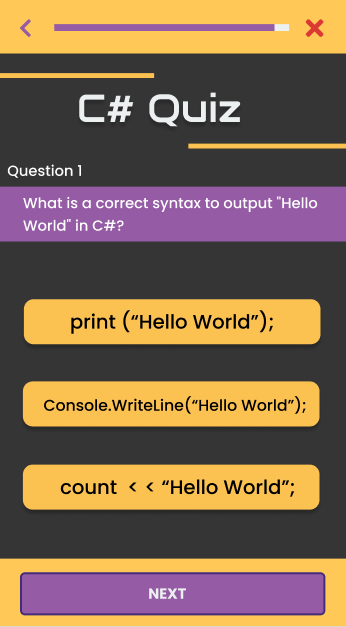 C# Quiz
Question 1
What is a correct syntax to output "Hello
World" in C#?
print (“Hello World”);
Console.WriteLine(“Hello World”);
count < < “Hello World”;
NEXT